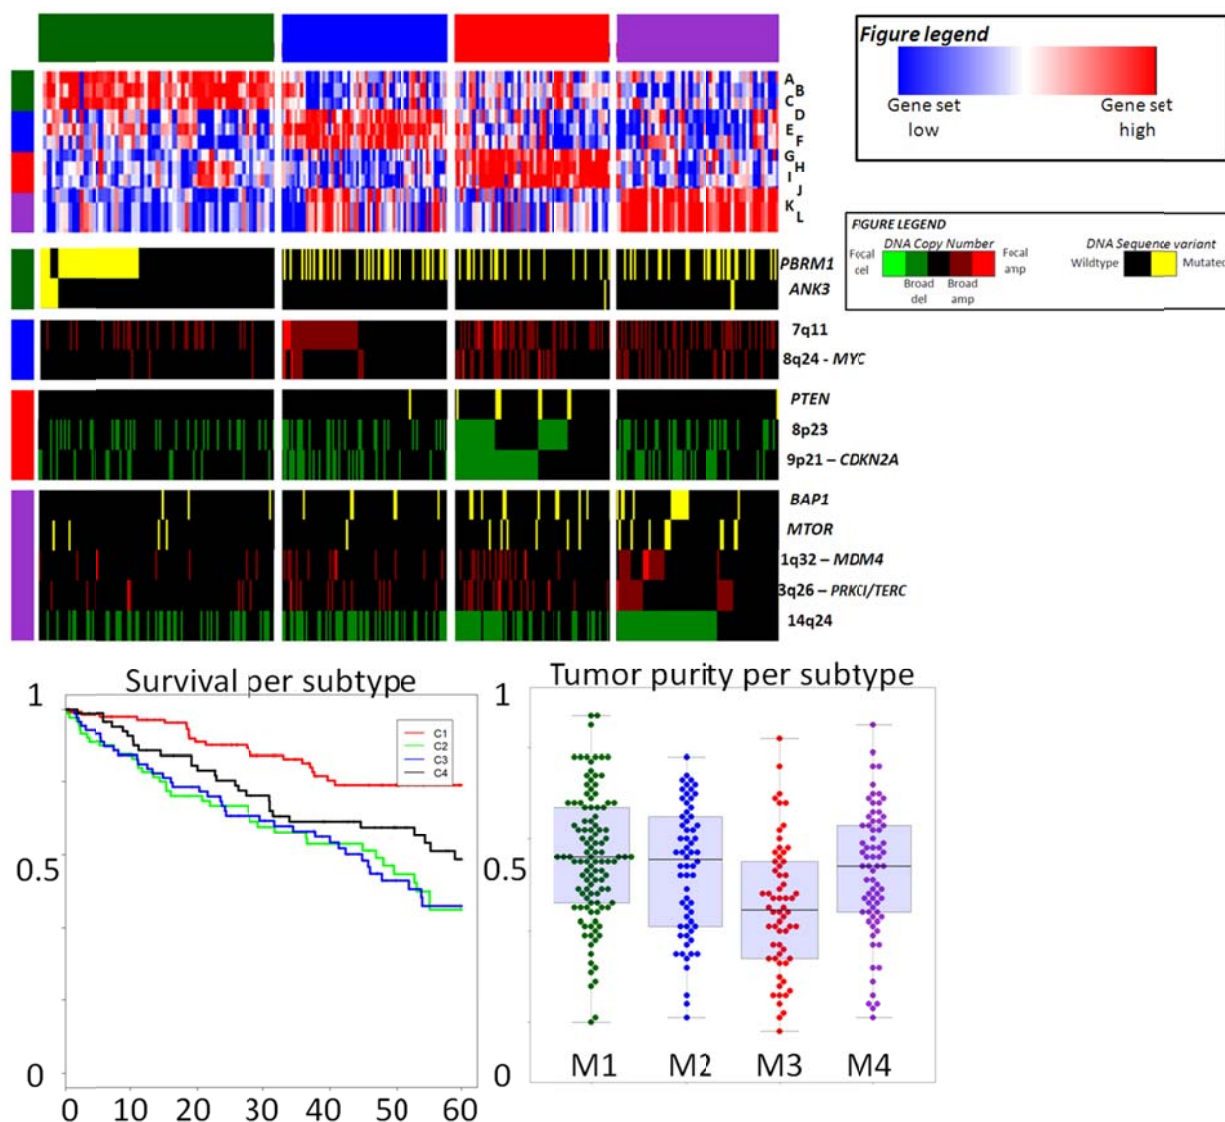 A
B
C
D
E
F
G
H
I
J
K
L
Figure legend
Gene set low
Gene set high
PBRM1
ANK3
7q11
8q24 - MYC
PTEN
8p23
9p21 – CDKN2A
BAP1
MTOR
1q32 – MDM4
3q26 – PRKCI/TERC
14q24
FIGURE LEGEND
DNA Copy Number
DNA Sequence variant
Focal
del
Broad
del
Broad
amp
Focal
amp
Wildtype
Mutated
Survival per subtype
1
0.5
0
C1
C2
C3
C4
0 10 20 30 40 50 60
Tumor purity per subtype
1
0.5
0
M1 M2 M3 M4